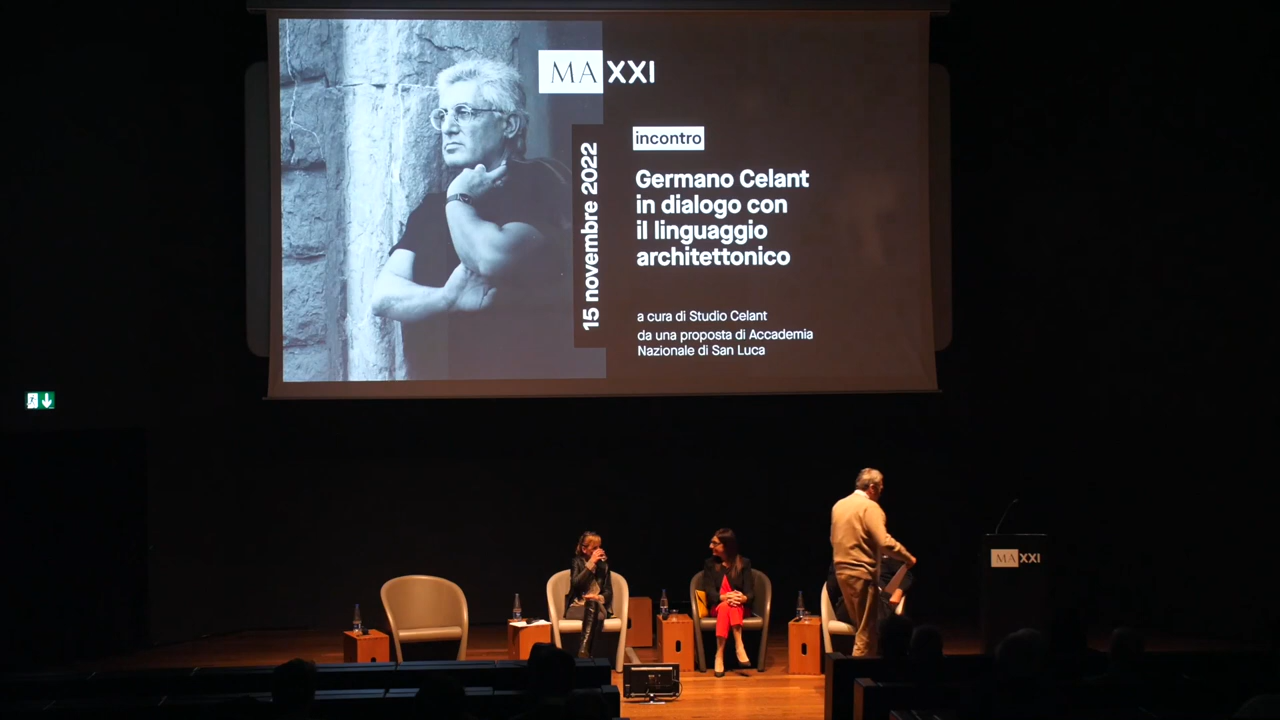 MAXXI
incontro
Germano Celant
in dialogo con
il linguaggio
architettonico
15 novembre 2022
a cura di Studio Celant
da una proposta di Accademia
Nazionale di San Luca
MAXXI